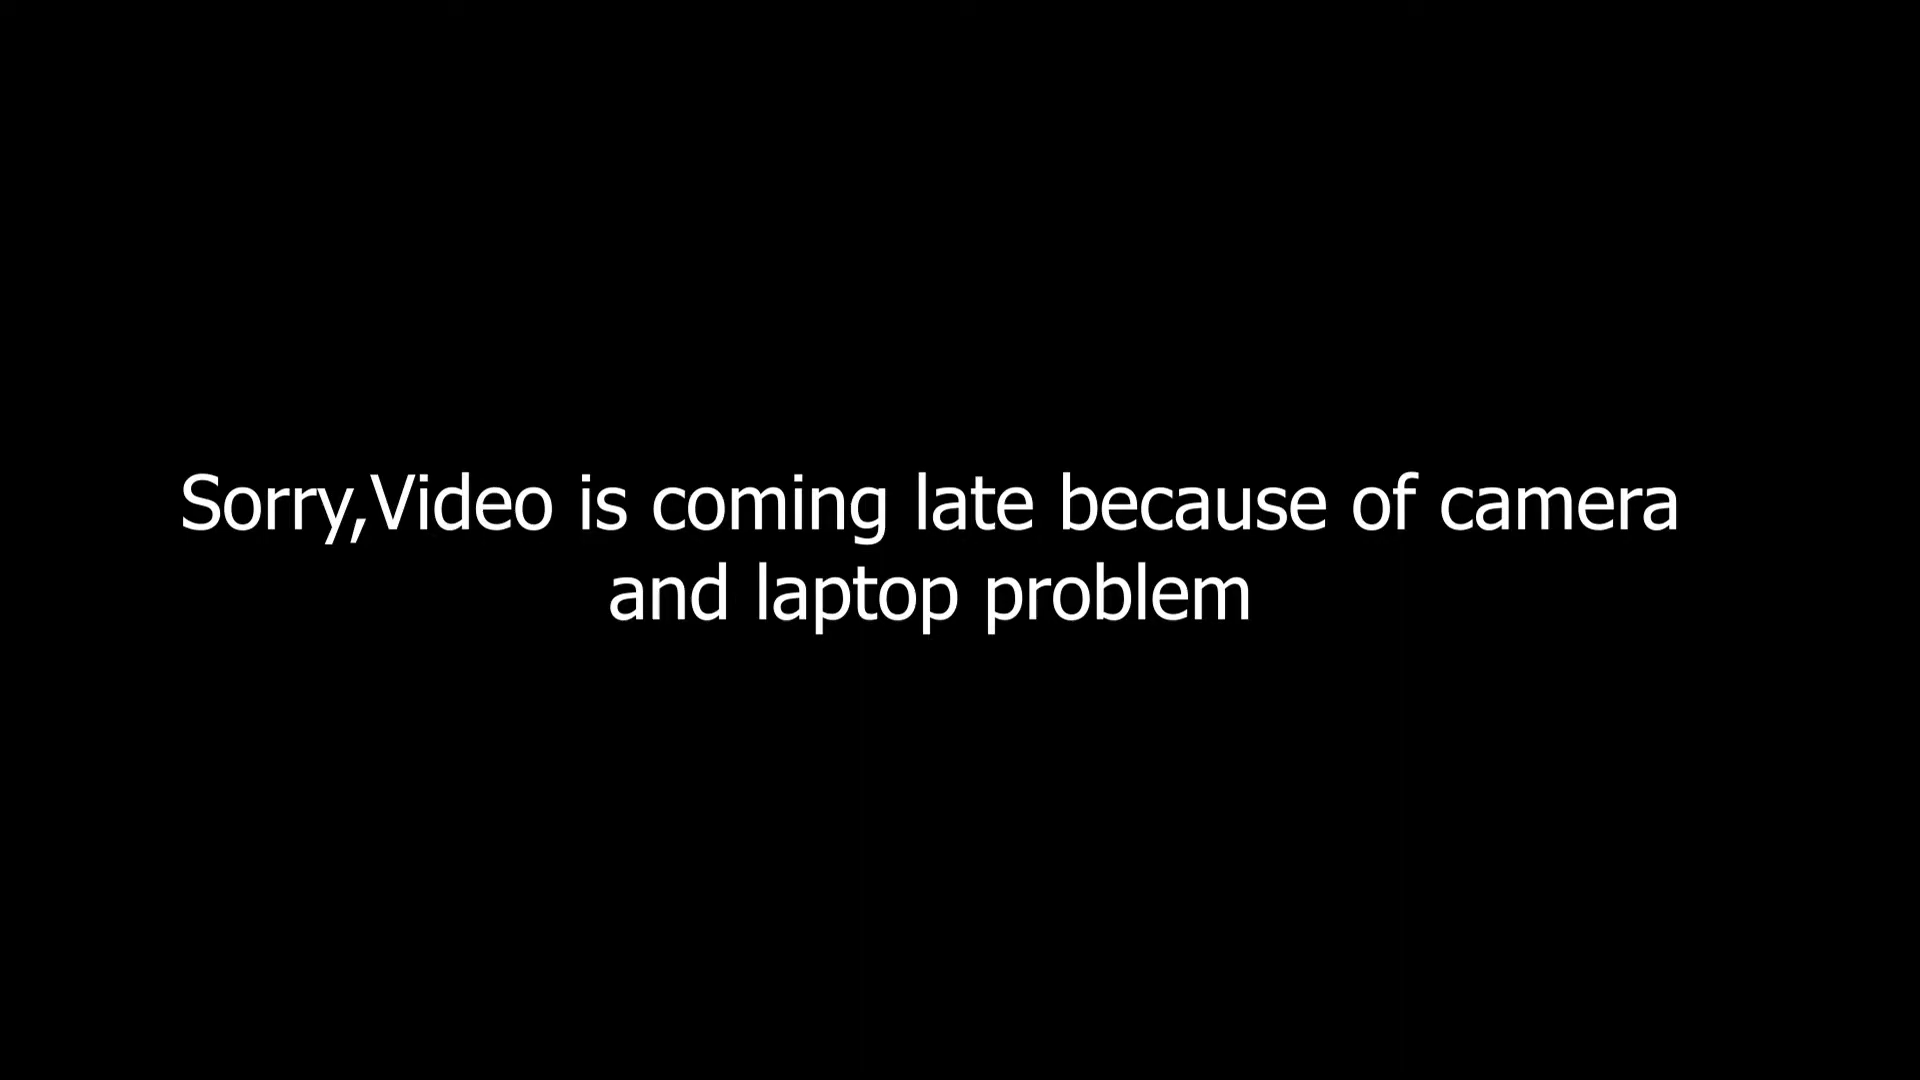 Sorry,Video is coming late because of camera
and laptop problem